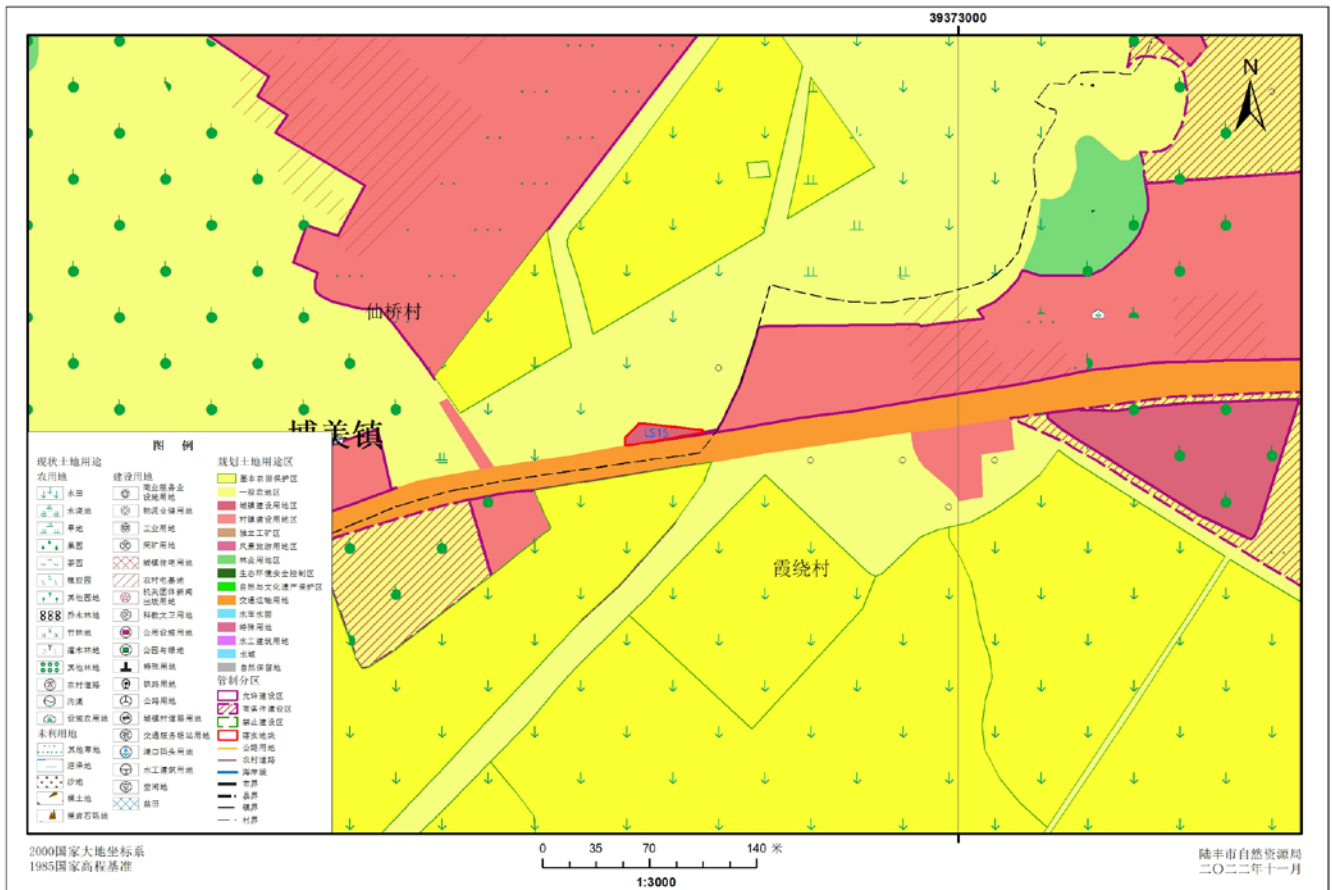 39373000
N
仙桥村
博美镇
LS15
霞绕村
图 例
现状土地用途
农用地
水田
水浇地
旱地
果园
茶园
橡胶园
其他园地
乔木林地
竹林地
灌木林地
其他林地
农村道路
沟渠
设施农用地
未利用地
其他草地
沼泽地
沙地
裸土地
裸岩石砾地
建设用地
商业服务业
设施用地
物流仓储用地
工业用地
采矿用地
城镇住宅用地
农村宅基地
机关团体新闻
出版用地
科教文卫用地
公用设施用地
公园与绿地
特殊用地
铁路用地
公路用地
城镇村道路用地
交通服务场站用地
港口码头用地
水工建筑用地
空闲地
盐田
规划土地用途区
基本农田保护区
一般农地区
城镇建设用地区
村镇建设用地区
独立工矿区
风景旅游用地区
林业用地区
生态环境安全控制区
自然与文化遗产保护区
交通运输用地
水库水面
特殊用地
水工建筑用地
水域
自然保留地
管制分区
允许建设区
有条件建设区
禁止建设区
落实地块
公路用地
农村道路
海岸线
市界
县界
镇界
村界
2000国家大地坐标系
1985国家高程基准
0 35 70 140 米
1:3000
陆丰市自然资源局
二〇二二年十一月